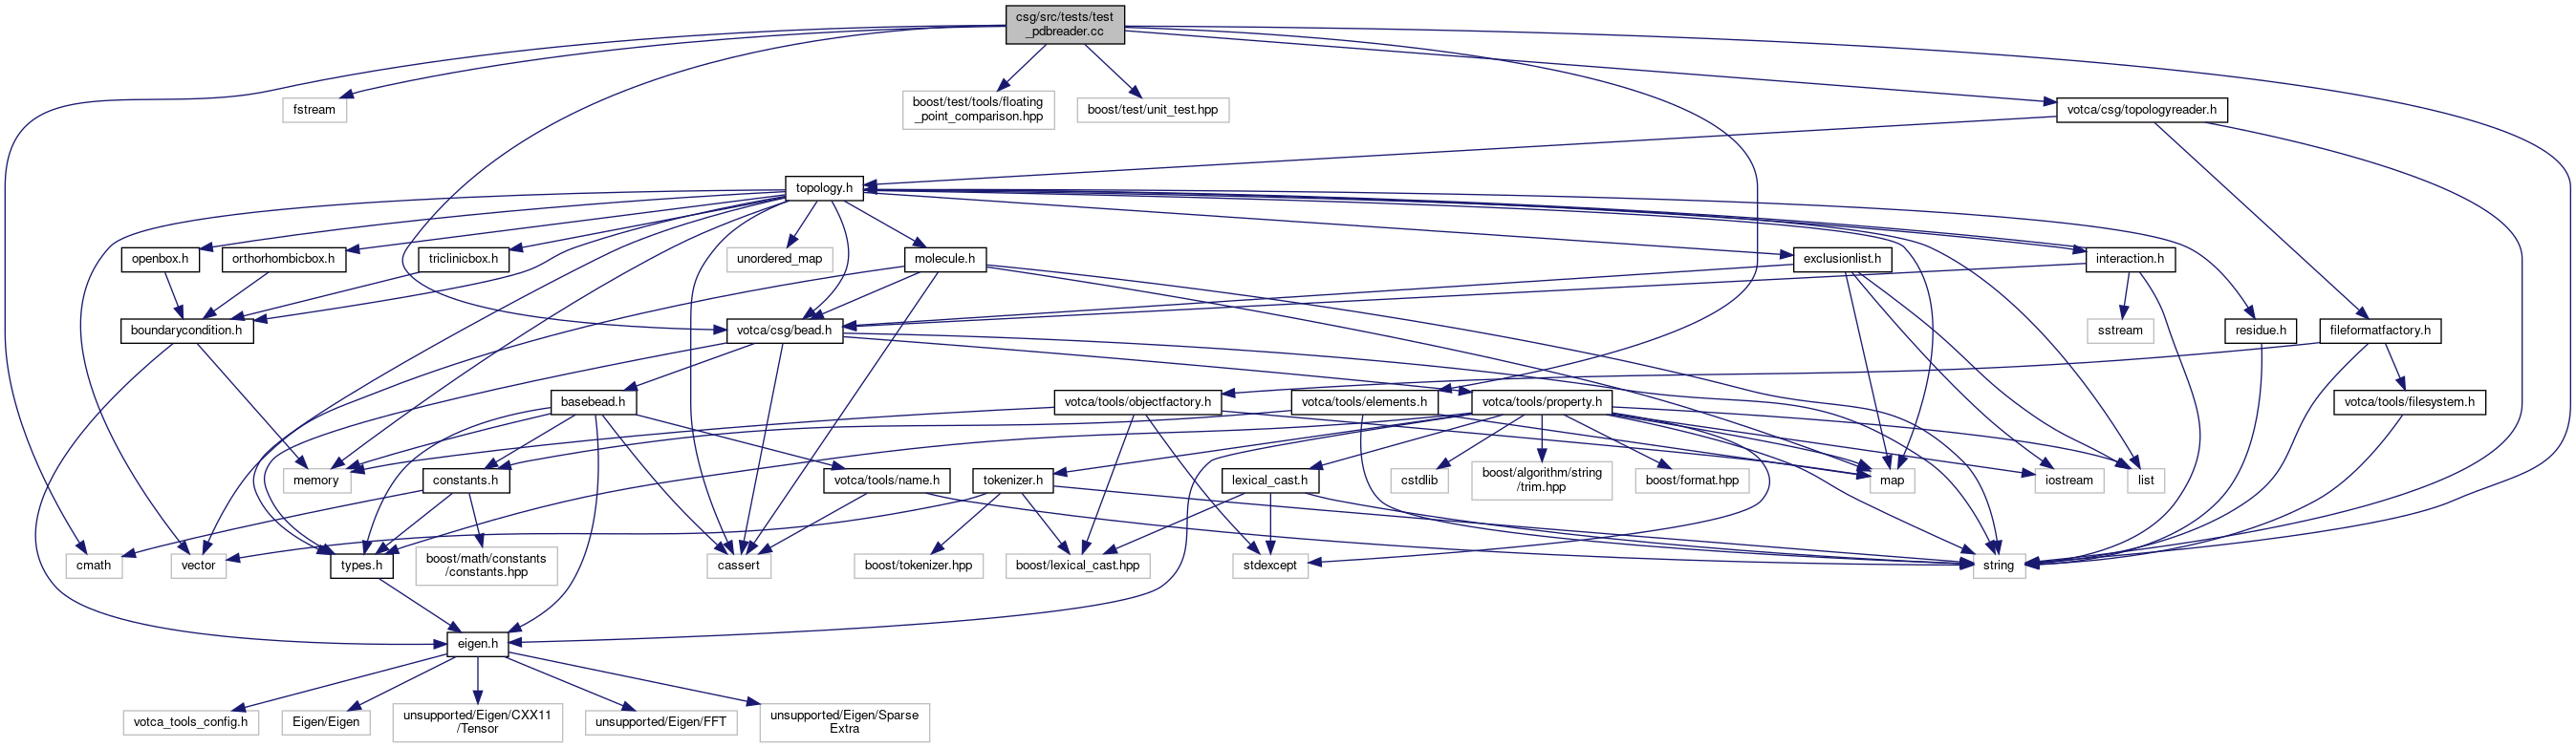 csg/src/tests/test
_pdbreader.cc
fstream
boost/test/tools/floating
_point_comparison.hpp
boost/test/unit_test.hpp
votca/csg/topologyreader.h
topology.h
openbox.h
orthorhombicbox.h
triclinicbox.h
unordered_map
molecule.h
exclusionlist.h
interaction.h
boundarycondition.h
votca/csg/bead.h
sstream
residue.h
fileformatfactory.h
basebead.h
votca/tools/objectfactory.h
votca/tools/elements.h
votca/tools/property.h
votca/tools/filesystem.h
memory
constants.h
votca/tools/name.h
tokenizer.h
lexical_cast.h
cstdlib
boost/algorithm/string
/trim.hpp
boost/format.hpp
map
iostream
list
cmath
vector
types.h
boost/math/constants
/constants.hpp
cassert
boost/tokenizer.hpp
boost/lexical_cast.hpp
stdexcept
string
eigen.h
votca_tools_config.h
Eigen/Eigen
unsupported/Eigen/CXX11
/Tensor
unsupported/Eigen/FFT
unsupported/Eigen/Sparse
Extra